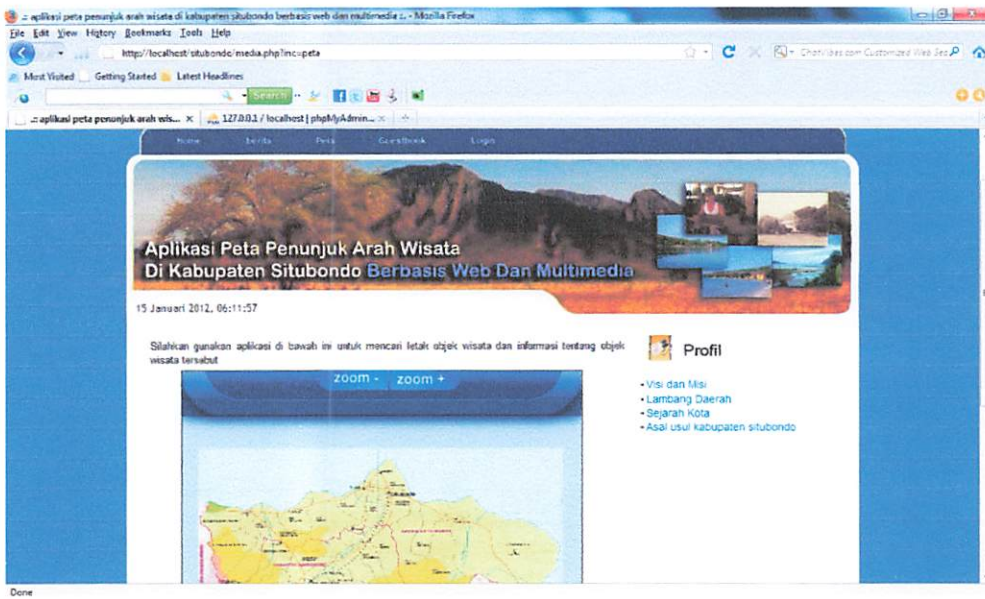 .:: aplikasi peta penunjuk arah wisata di kabupaten situbondo berbasis web dan multimedia ::. - Mozilla Firefox
File Edit View History Bookmarks Tools Help
http://localhost/situbondo/media.php?inc=peta
ChatVibes.com Customized Web Sea
Most Visited Getting Started Latest Headlines
Search
.:: aplikasi peta penunjuk arah wis... 127.0.0.1 / localhost | phpMyAdmin...
Home berita Peta Guestbook Login
Aplikasi Peta Penunjuk Arah Wisata
Di Kabupaten Situbondo Berbasis Web Dan Multimedia
15 Januari 2012, 06:11:57
Silahkan gunakan aplikasi di bawah ini untuk mencari letak objek wisata dan informasi tentang objek
wisata tersebut
zoom - zoom +
Profil
Visi dan Misi
Lambang Daerah
Sejarah Kota
Asal usul kabupaten situbondo
Done